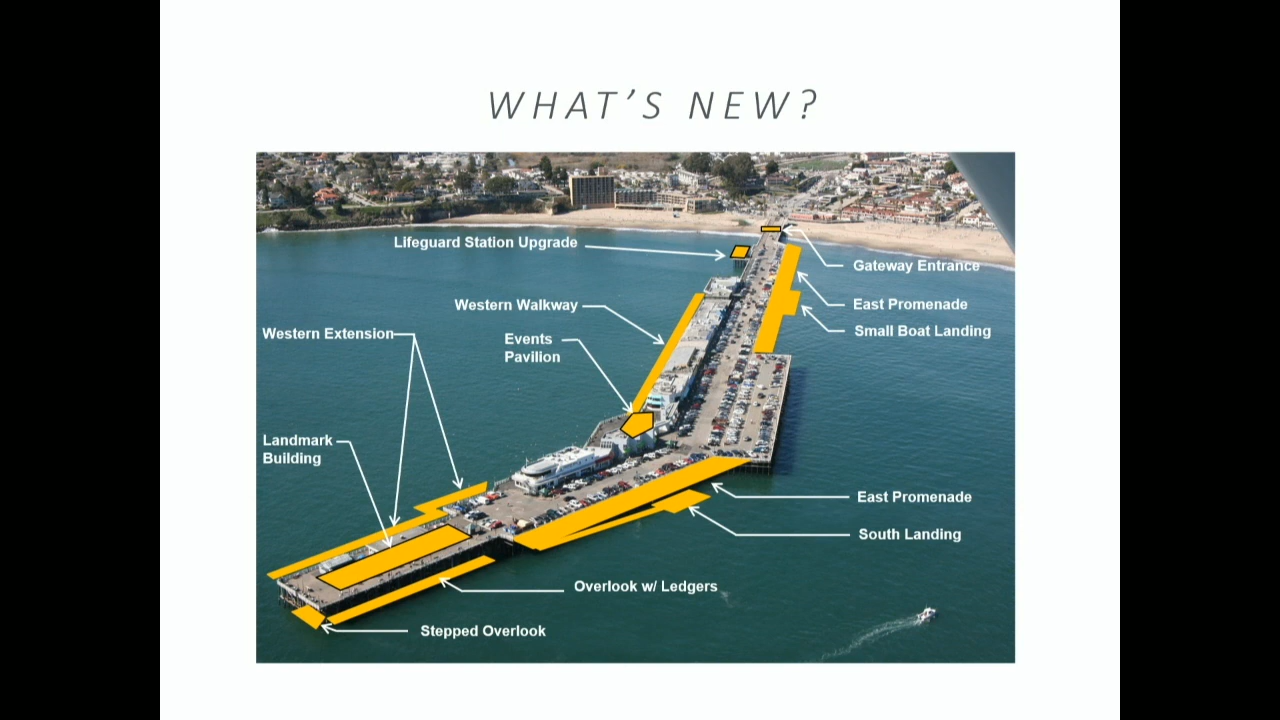 WHAT'S NEW?
Lifeguard Station Upgrade
Gateway Entrance
Western Walkway
East Promenade
Western Extension
Small Boat Landing
Events
Pavilion
Landmark
Building
East Promenade
South Landing
Overlook w/ Ledgers
Stepped Overlook